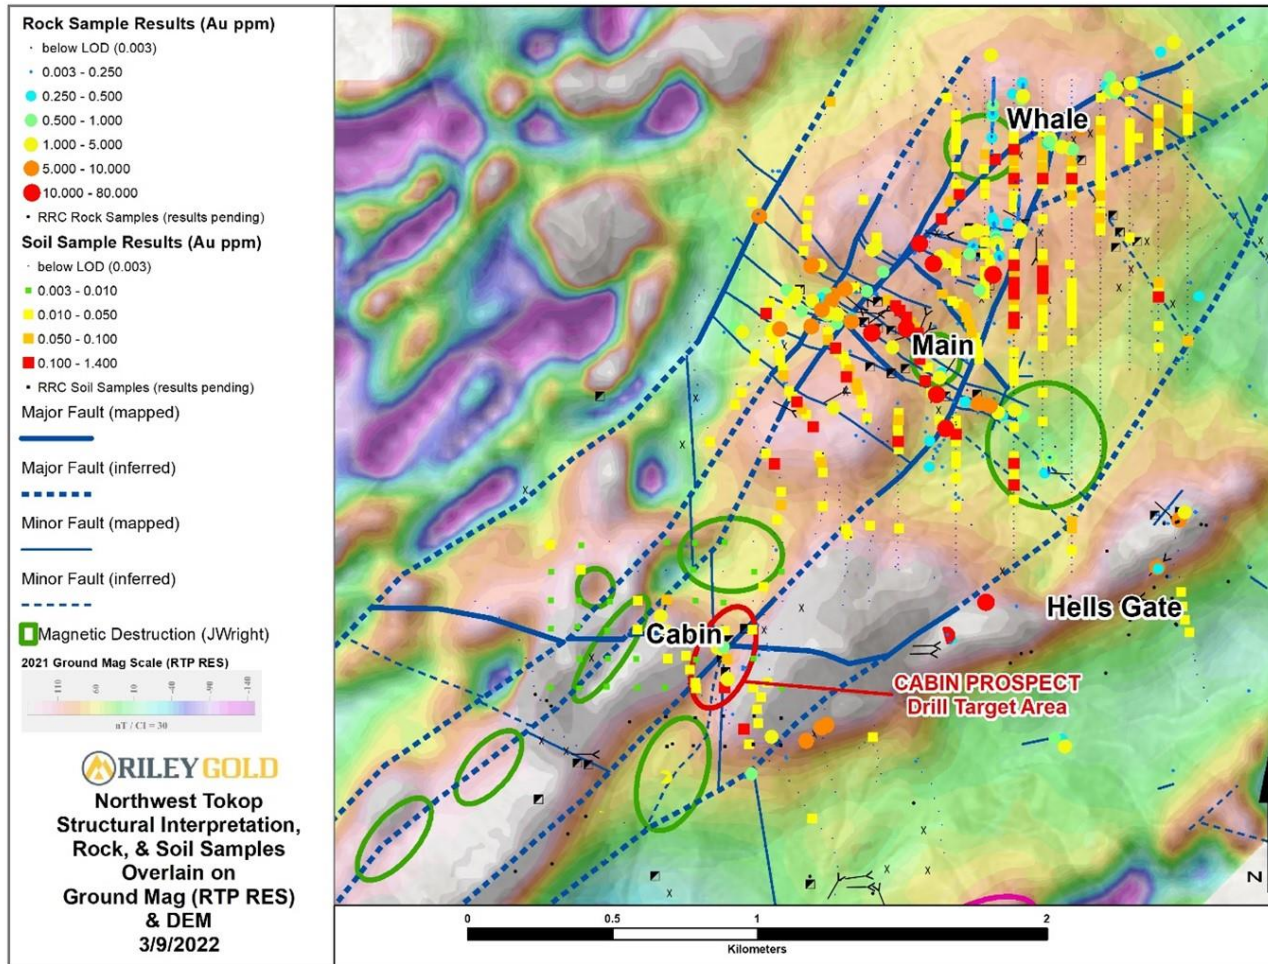 Rock Sample Results (Au ppm)
below LOD (0.003)
0.003 - 0.250
0.250 - 0.500
0.500 - 1.000
1.000 - 5.000
5.000 - 10.000
10.000 - 80.000
RRC Rock Samples (results pending)
Soil Sample Results (Au ppm)
below LOD (0.003)
0.003 - 0.010
0.010 - 0.050
0.050 - 0.100
0.100 - 1.400
RRC Soil Samples (results pending)
Major Fault (mapped)
Major Fault (inferred)
Minor Fault (mapped)
Minor Fault (inferred)
Magnetic Destruction (JWright)
2021 Ground Mag Scale (RTP RES)
110 60 10 -40 -90 -140
nT / CI = 30
RILEY GOLD
Northwest Tokop
Structural Interpretation,
Rock, & Soil Samples
Overlain on
Ground Mag (RTP RES)
& DEM
3/9/2022
Whale
Main
Hells Gate
Cabin
CABIN PROSPECT
Drill Target Area
N
0 0.5 1 2
Kilometers